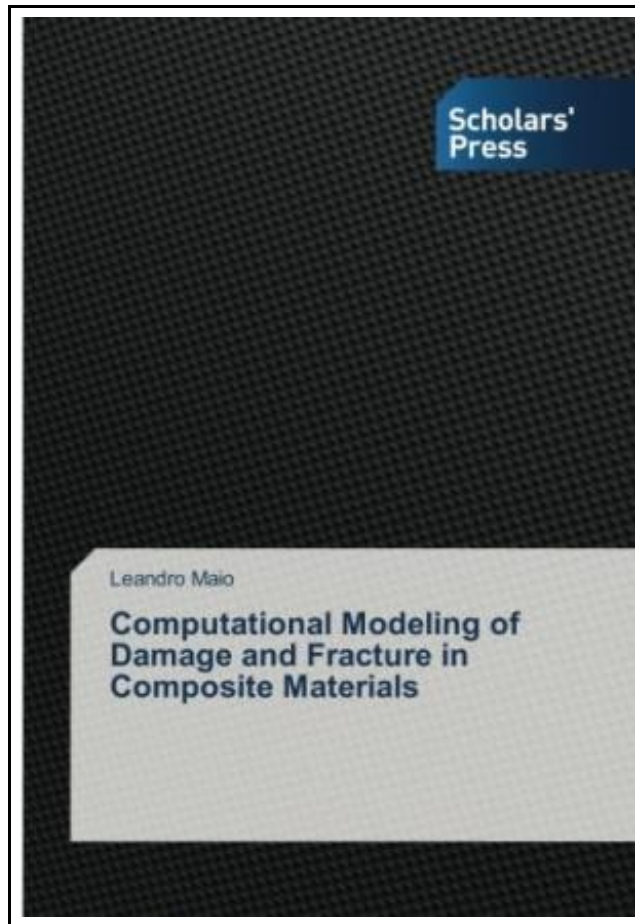 Scholars'
Press
Leandro Maio
Computational Modeling of
Damage and Fracture in
Composite Materials